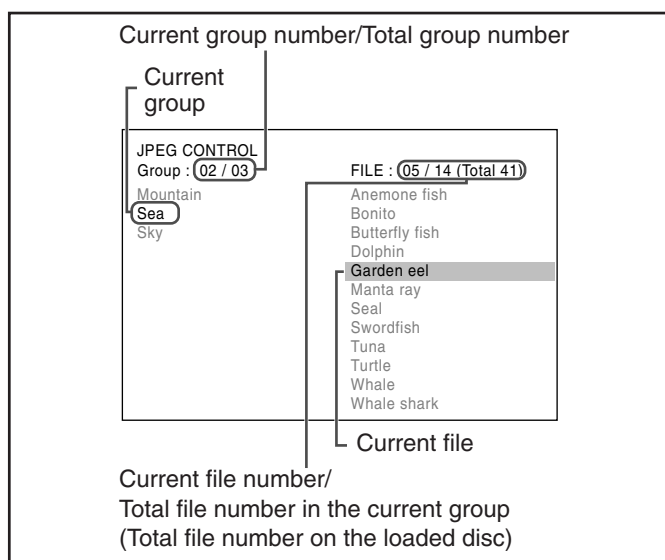 Current group number/Total group number
Current
group
JPEG CONTROL
Group : 02 / 03
FILE : 05 / 14 (Total 41)
Mountain
Sea
Sky
Anemone fish
Bonito
Butterfly fish
Dolphin
Garden eel
Manta ray
Seal
Swordfish
Tuna
Turtle
Whale
Whale shark
Current file
Current file number/
Total file number in the current group
(Total file number on the loaded disc)